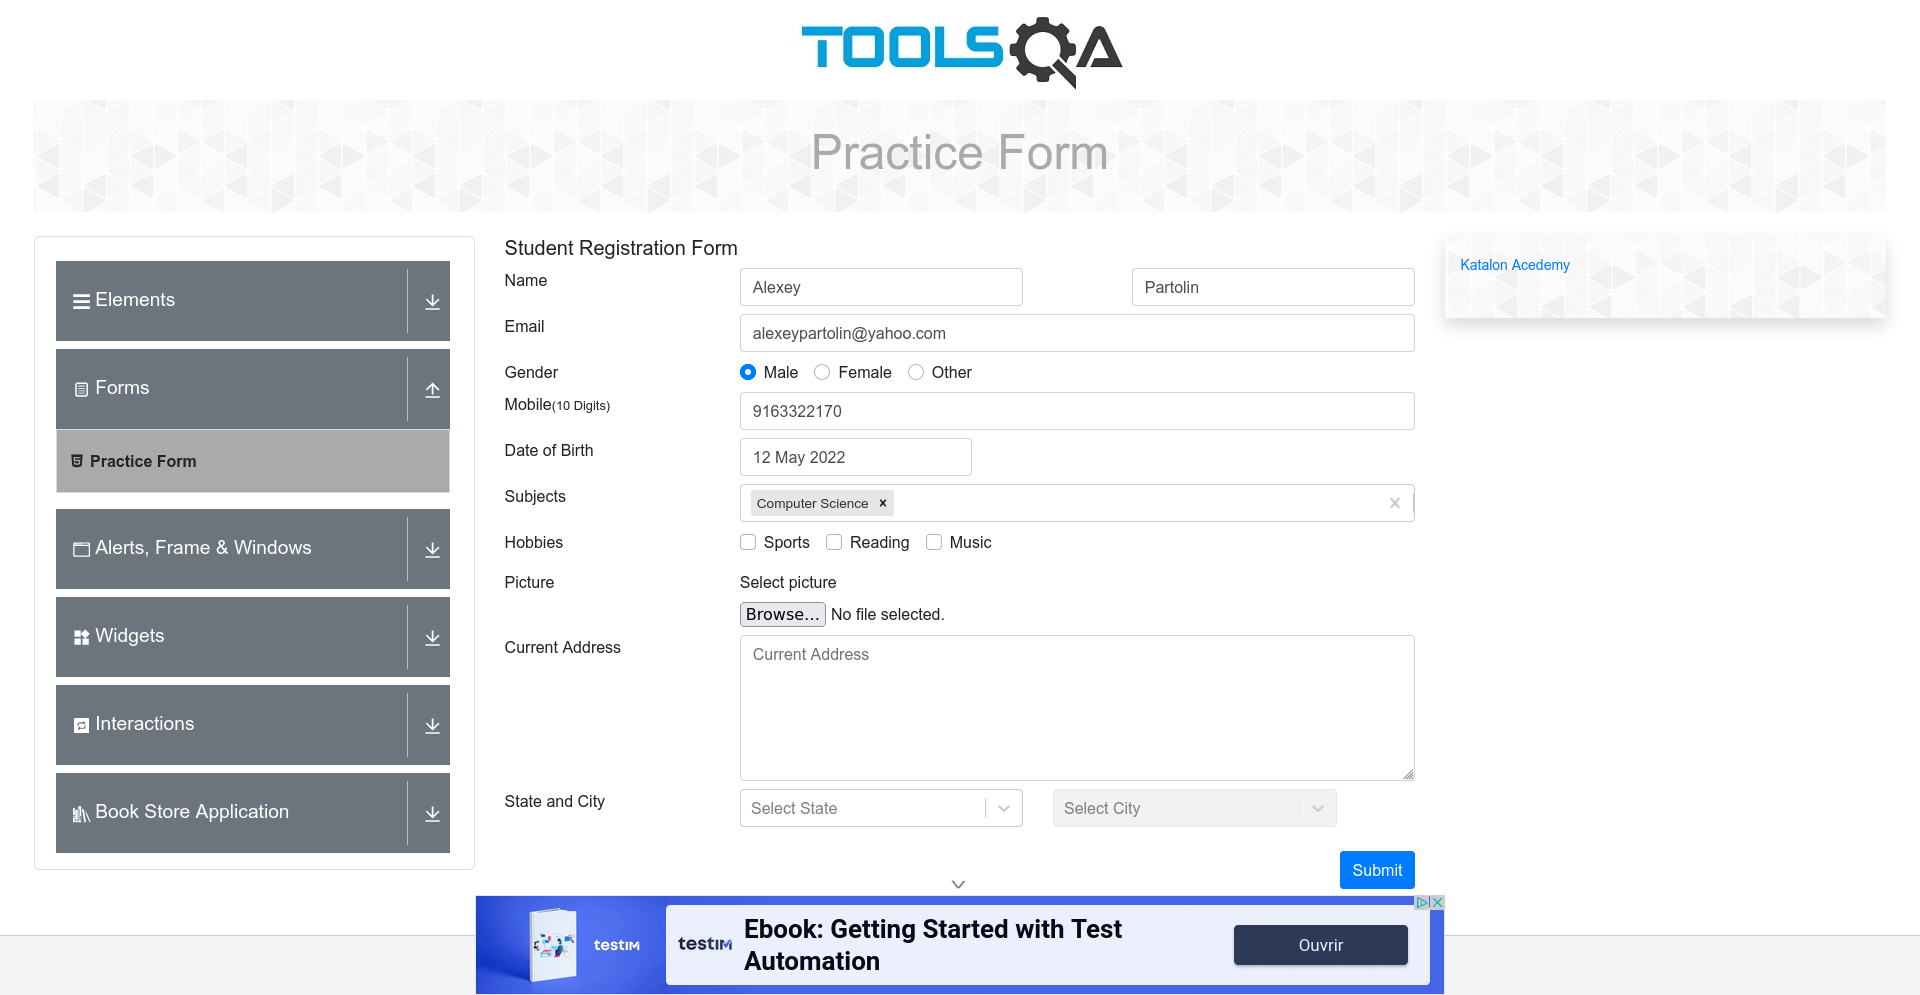 TOOLSQA
Practice Form
Elements
Forms
Practice Form
Alerts, Frame & Windows
Widgets
Interactions
Book Store Application
Student Registration Form
Name
Alexey
Partolin
Email
alexeypartolin@yahoo.com
Gender
Male
Female
Other
Mobile(10 Digits)
9163322170
Date of Birth
12 May 2022
Subjects
Computer Science
Hobbies
Sports
Reading
Music
Picture
Select picture
Browse... No file selected.
Current Address
Current Address
State and City
Select State
Select City
Submit
Katalon Acedemy
testim
testim
Ebook: Getting Started with Test
Automation
Ouvrir